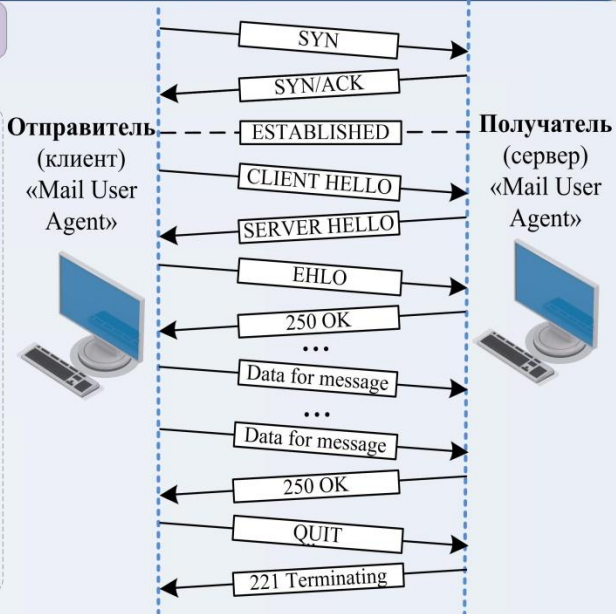 SYN
SYN/ACK
Отправитель
(клиент)
«Mail User
Agent»
ESTABLISHED
Получатель
(сервер)
«Mail User
Agent»
CLIENT HELLO
SERVER HELLO
EHLO
250 OK
...
Data for message
...
Data for message
250 OK
QUIT
221 Terminating